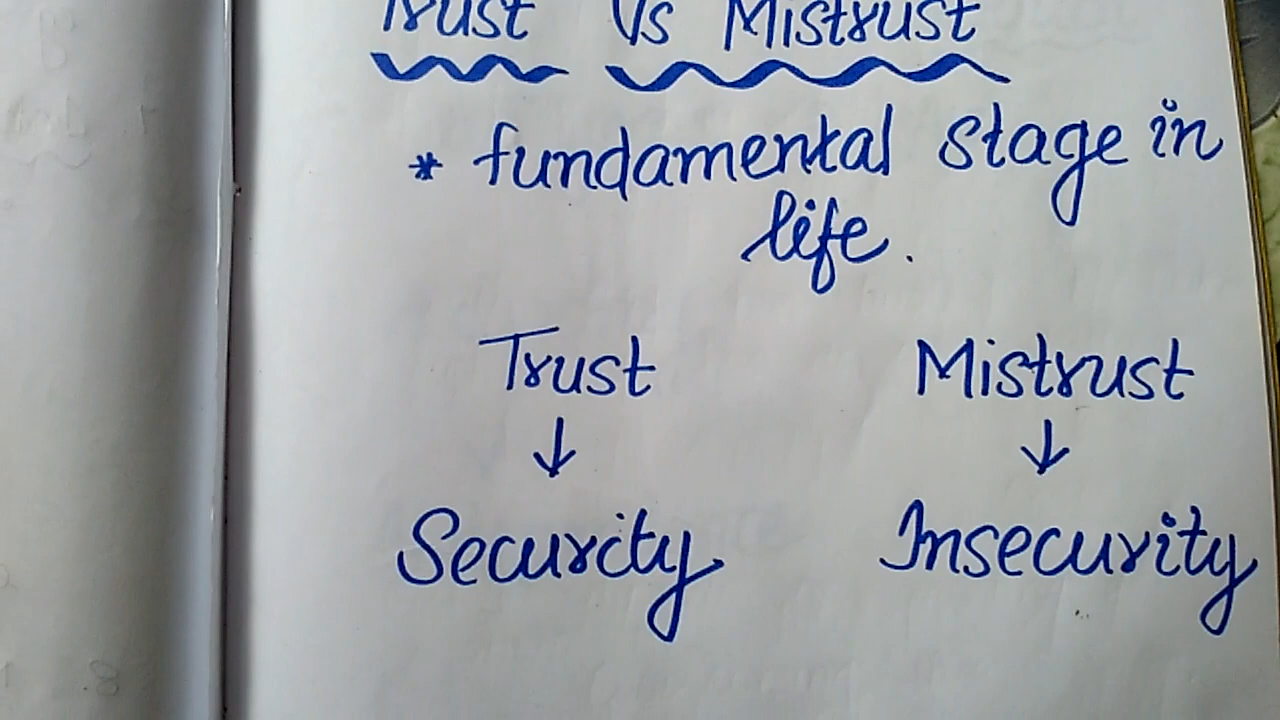 Trust Vs Mistrust
* fundamental stage in
life.
Trust Mistrust
↓ ↓
Security Insecurity